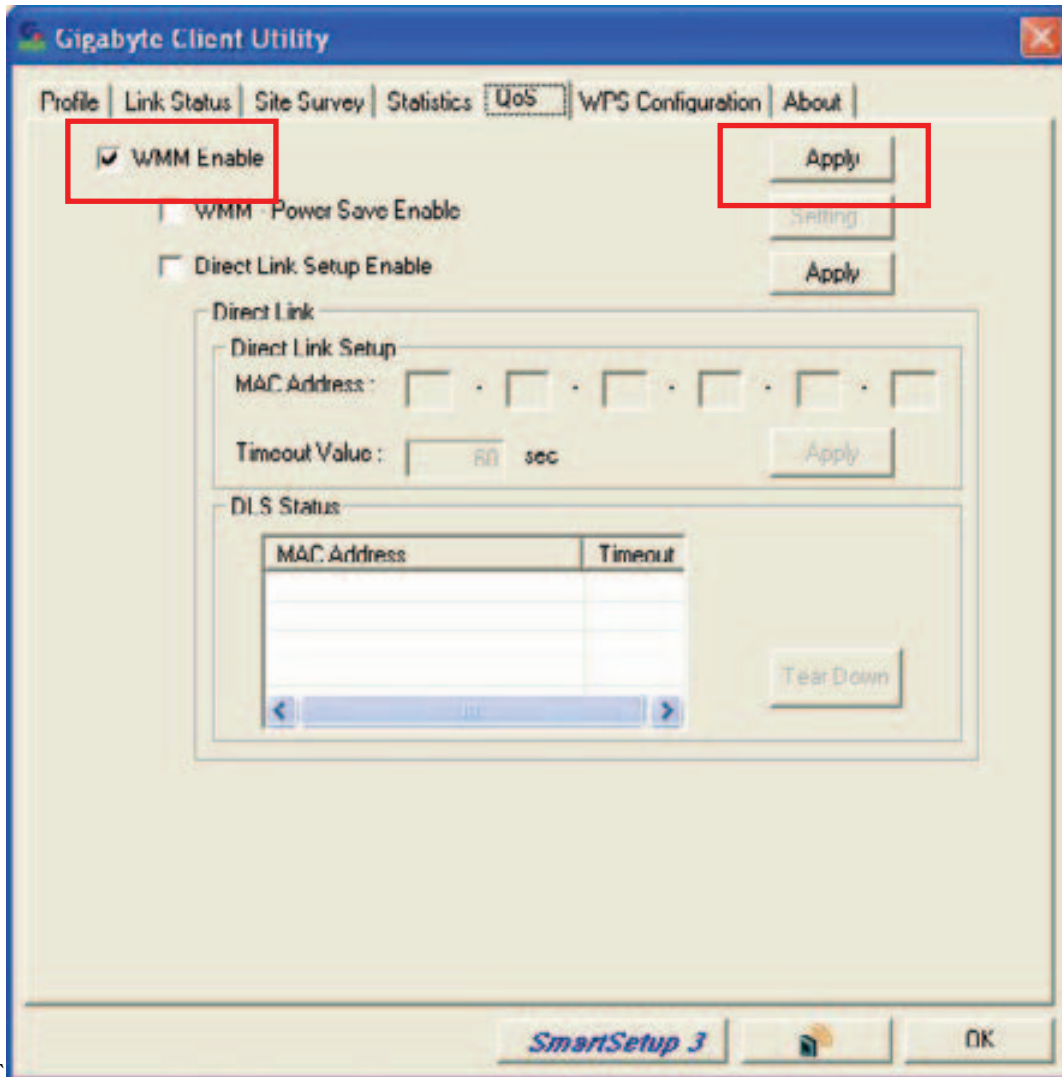 Gigabyte Client Utility
Profile Link Status Site Survey Statistics QoS WPS Configuration About
WMM Enable Apply
WMM - Power Save Enable Setting
Direct Link Setup Enable Apply
Direct Link
Direct Link Setup
MAC Address :
Timeout Value : 60 sec Apply
DLS Status
MAC Address Timeout
Tear Down
SmartSetup 3 OK